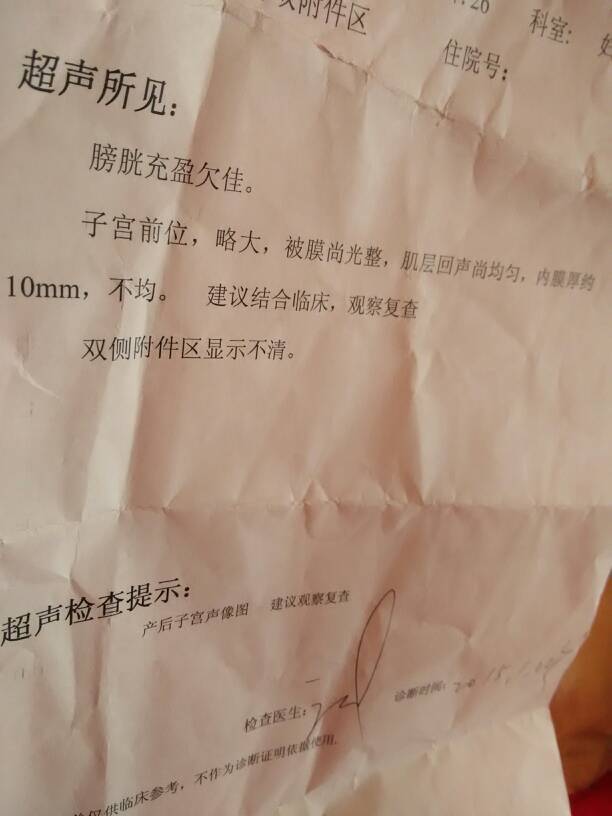 双附件区
科室:
住院号:
超声所见:
膀胱充盈欠佳。
子宫前位，略大，被膜尚光整，肌层回声尚均匀，内膜厚约
10mm，不均。 建议结合临床，观察复查
双侧附件区显示不清。
超声检查提示:
产后子宫声像图 建议观察复查
检查医生:
诊断时间:
仅供临床参考，不作为诊断证明依据使用.